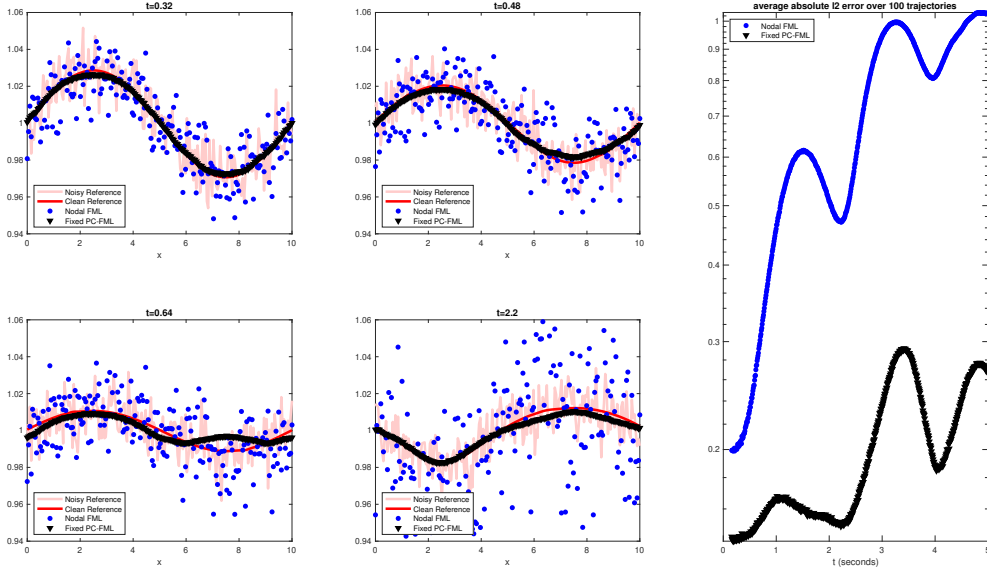 t=0.32
1.06
1.04
1.02
1
0.98
0.96
0.94
Noisy Reference
Clean Reference
Nodal FML
Fixed PC-FML
0 2 4 6 8 10
x
t=0.48
1.06
1.04
1.02
1
0.98
0.96
0.94
Noisy Reference
Clean Reference
Nodal FML
Fixed PC-FML
0 2 4 6 8 10
x
t=0.64
1.06
1.04
1.02
1
0.98
0.96
0.94
Noisy Reference
Clean Reference
Nodal FML
Fixed PC-FML
0 2 4 6 8 10
x
t=2.2
1.06
1.04
1.02
1
0.98
0.96
0.94
Noisy Reference
Clean Reference
Nodal FML
Fixed PC-FML
0 2 4 6 8 10
x
average absolute l2 error over 100 trajectories
Nodal FML
Fixed PC-FML
1
0.9
0.8
0.7
0.6
0.5
0.4
0.3
0.2
0 1 2 3 4 5
t (seconds)